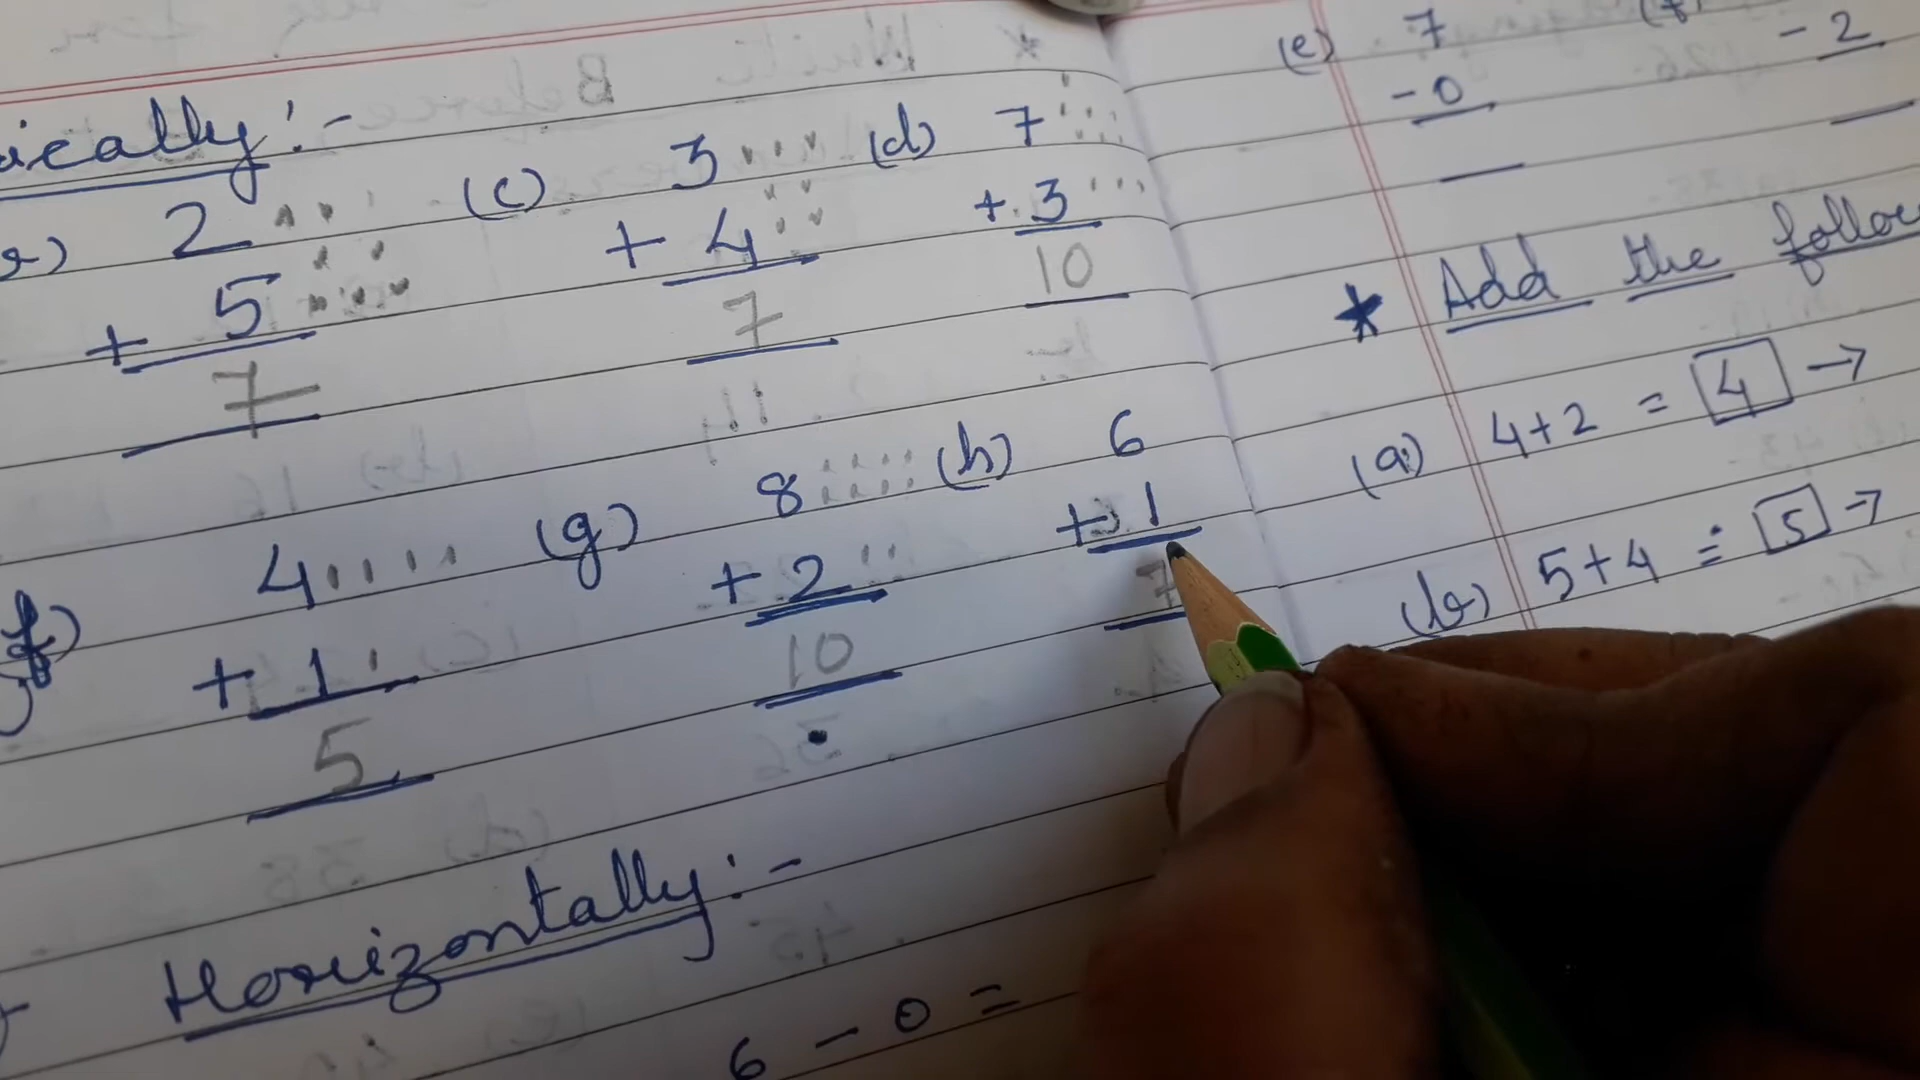 ically:-
2 (c) 3 (d) 7
+ 5 + 4 + 3
7 7 10
f) 4 (g) 8 (h) 6
+ 1 + 2 + 1
5 10 7
Horizontally:-
6 - 0 =
(e) 7
- 0 - 2
* Add the follow
(a) 4+2 = 4 →
(b) 5+4 = 5 →